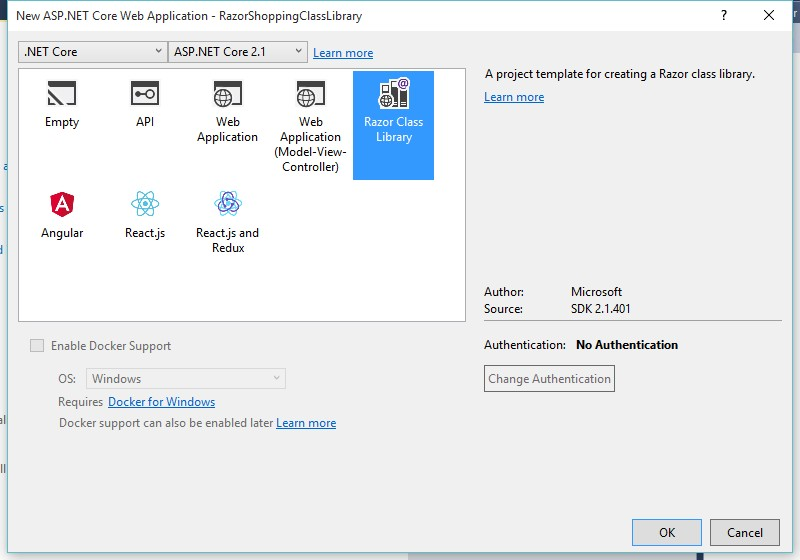 New ASP.NET Core Web Application - RazorShoppingClassLibrary
?
.NET Core
ASP.NET Core 2.1
Learn more
Empty
API
Web
Application
Web
Application
(Model-View-
Controller)
Razor Class
Library
Angular
React.js
React.js and
Redux
A project template for creating a Razor class library.
Learn more
Author: Microsoft
Source: SDK 2.1.401
Enable Docker Support
OS: Windows
Requires Docker for Windows
Docker support can also be enabled later Learn more
Authentication: No Authentication
Change Authentication
OK
Cancel